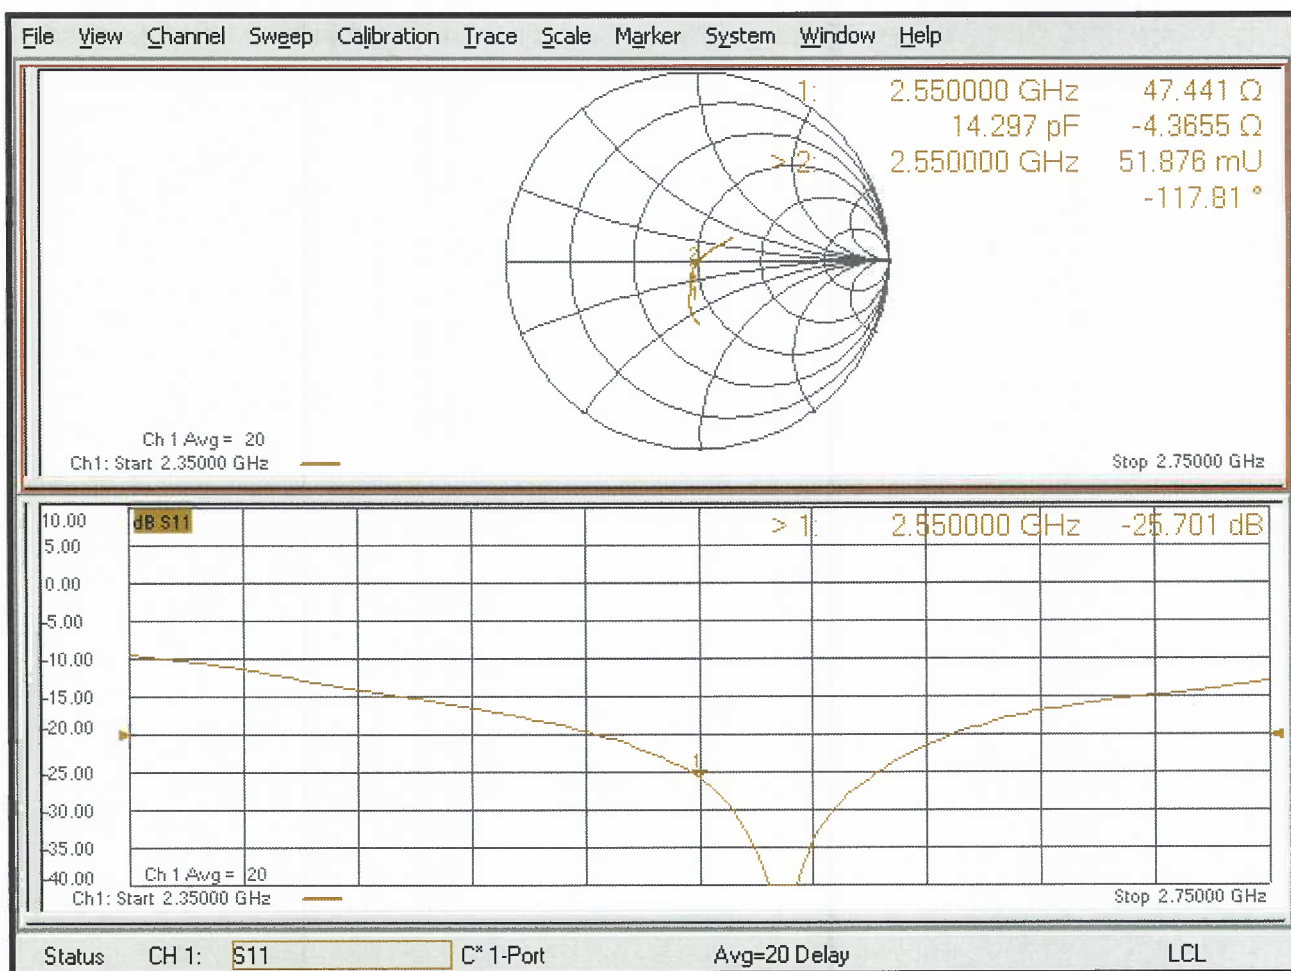 File View Channel Sweep Calibration Trace Scale Marker System Window Help
1: 2.550000 GHz 47.441 Ω
14.297 pF -4.3655 Ω
> 2: 2.550000 GHz 51.876 mU
-117.81 °
2
1
Ch 1 Avg = 20
Ch1: Start 2.35000 GHz
Stop 2.75000 GHz
10.00
dB S11
> 1: 2.550000 GHz -25.701 dB
5.00
0.00
-5.00
-10.00
-15.00
-20.00
1
-25.00
-30.00
-35.00
-40.00
Ch 1 Avg = 20
Ch1: Start 2.35000 GHz
Stop 2.75000 GHz
Status CH 1: S11 C* 1-Port Avg=20 Delay LCL